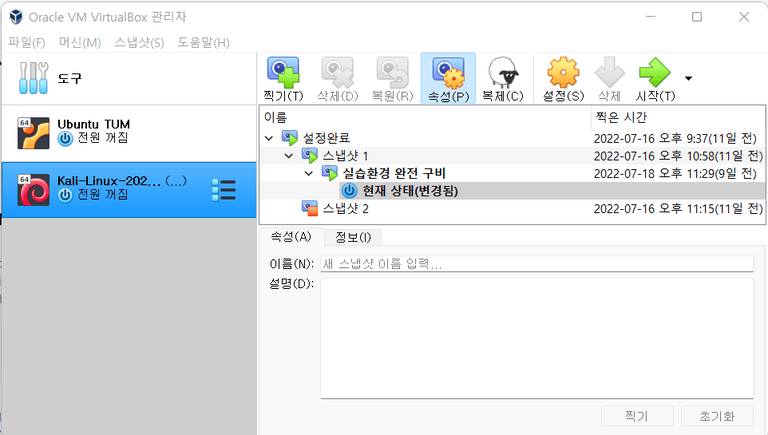 Oracle VM VirtualBox 관리자
파일(F) 머신(M) 스냅샷(S) 도움말(H)
도구
64 Ubuntu TUM
전원 꺼짐
64 Kali-Linux-202... (...)
전원 꺼짐
찍기(T) 삭제(D) 복원(R) 속성(P) 복제(C) 설정(S) 삭제 시작(T)
이름 찍은 시간
설정완료 2022-07-16 오후 9:37(11일 전)
스냅샷 1 2022-07-16 오후 10:58(11일 전)
실습환경 완전 구비 2022-07-18 오후 11:29(9일 전)
현재 상태(변경됨)
스냅샷 2 2022-07-16 오후 11:15(11일 전)
속성(A) 정보(I)
이름(N): 새 스냅샷 이름 입력...
설명(D):
찍기 초기화